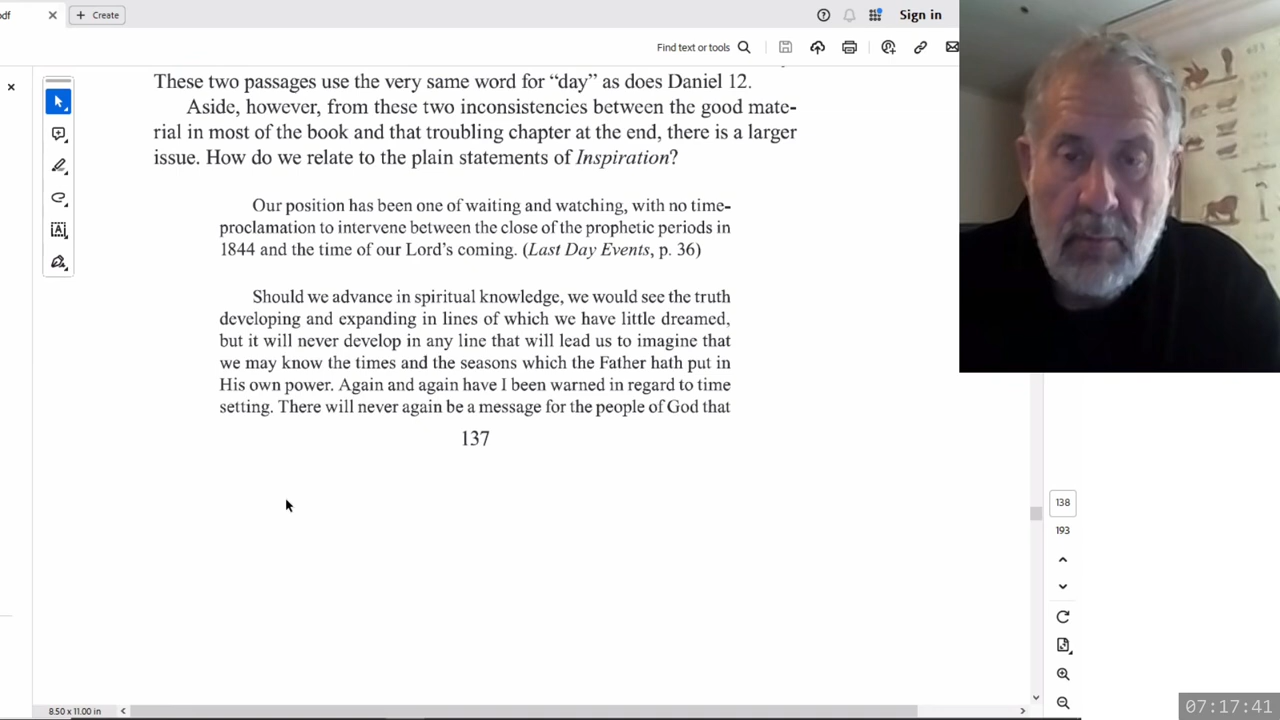 df
Create
Sign in
Find text or tools
These two passages use the very same word for “day” as does Daniel 12.
Aside, however, from these two inconsistencies between the good mate-
rial in most of the book and that troubling chapter at the end, there is a larger
issue. How do we relate to the plain statements of Inspiration?
Our position has been one of waiting and watching, with no time-
proclamation to intervene between the close of the prophetic periods in
1844 and the time of our Lord’s coming. (Last Day Events, p. 36)
Should we advance in spiritual knowledge, we would see the truth
developing and expanding in lines of which we have little dreamed,
but it will never develop in any line that will lead us to imagine that
we may know the times and the seasons which the Father hath put in
His own power. Again and again have I been warned in regard to time
setting. There will never again be a message for the people of God that
137
138
193
8.50 x 11.00 in
07:17:41